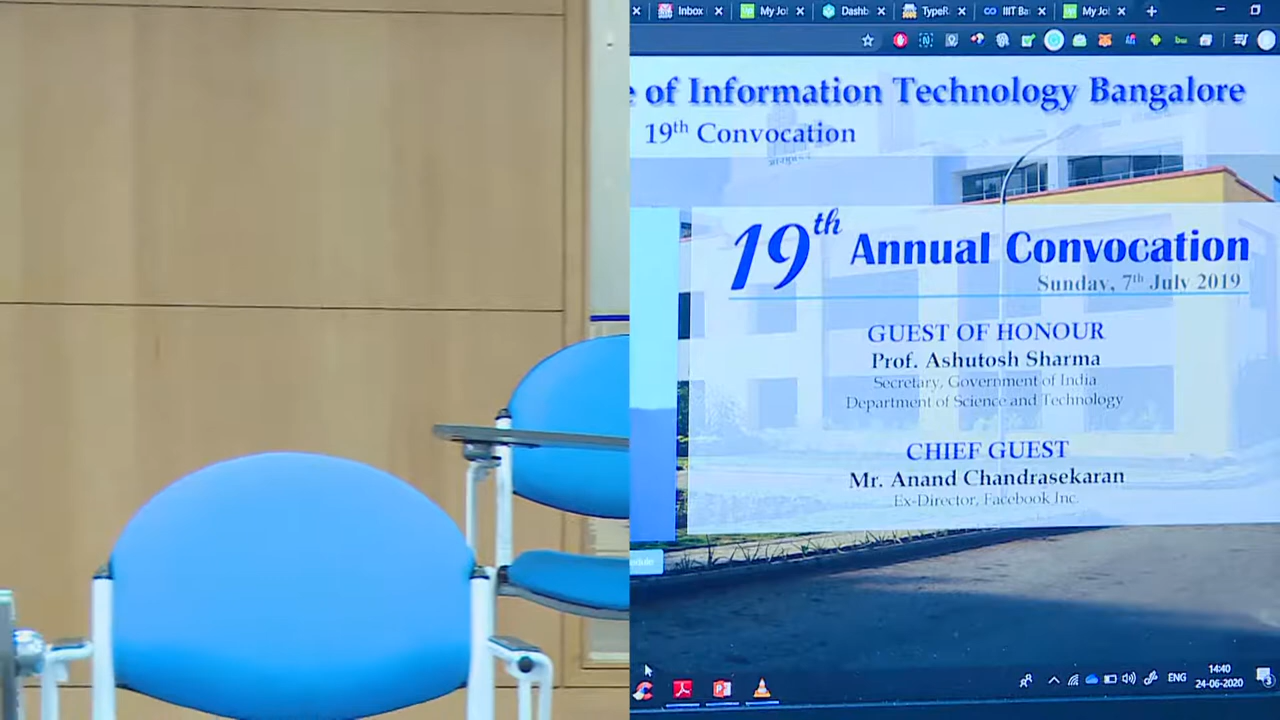 Inbox
My Jo
Dashb
TypeR
IIIT Ba
My Jo
e of Information Technology Bangalore
19th Convocation
19th Annual Convocation
Sunday, 7th July 2019
GUEST OF HONOUR
Prof. Ashutosh Sharma
Secretary, Government of India
Department of Science and Technology
CHIEF GUEST
Mr. Anand Chandrasekaran
Ex-Director, Facebook Inc.
edule
ENG
14:40
24-06-2020